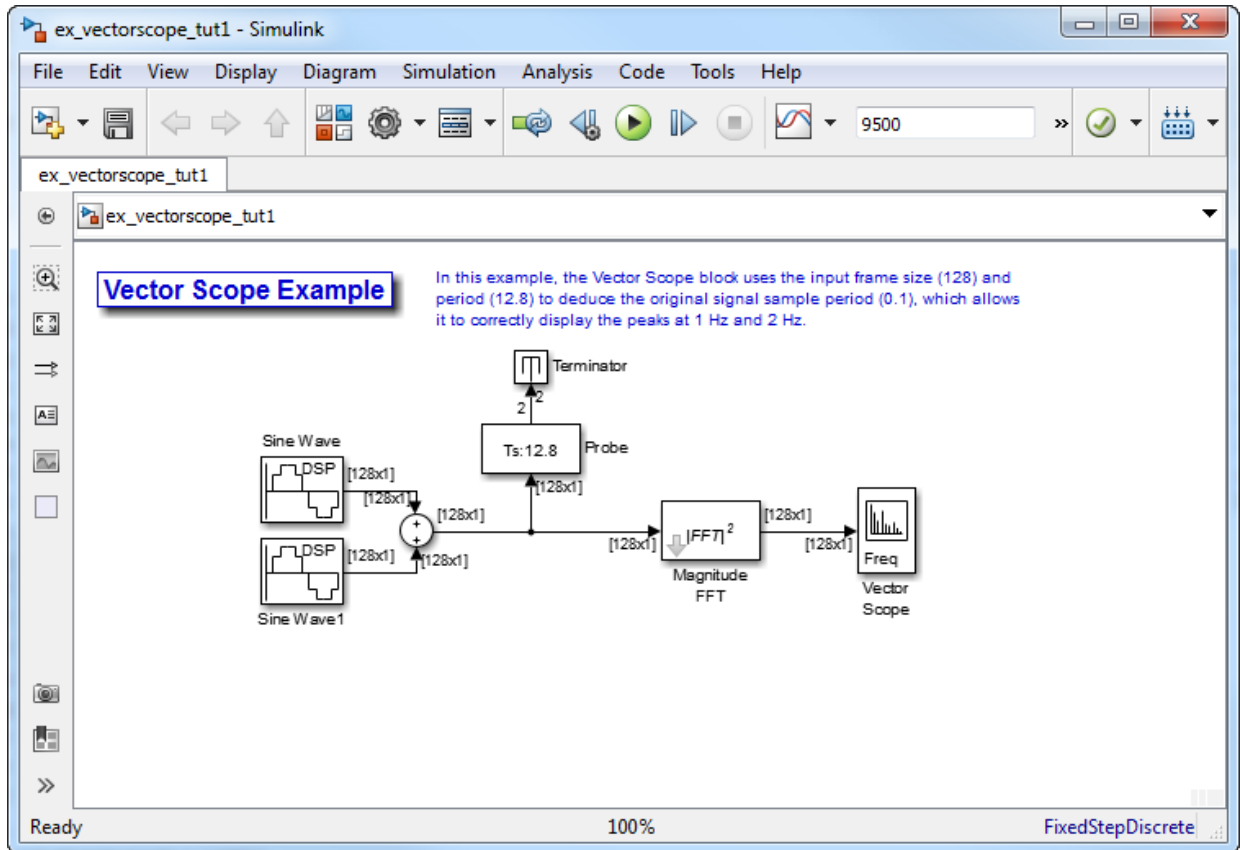 ex_vectorscope_tut1 - Simulink
File Edit View Display Diagram Simulation Analysis Code Tools Help
9500 »
ex_vectorscope_tut1
ex_vectorscope_tut1
Vector Scope Example
In this example, the Vector Scope block uses the input frame size (128) and
period (12.8) to deduce the original signal sample period (0.1), which allows
it to correctly display the peaks at 1 Hz and 2 Hz.
Terminator
2
2
Ts:12.8
Probe
[128x1]
Sine Wave
DSP
[128x1]
[128x1]
+
+
[128x1]
DSP
[128x1]
[128x1]
Sine Wave1
[128x1]
|FFT|²
[128x1]
Magnitude
FFT
[128x1]
Freq
Vector
Scope
Ready
100%
FixedStepDiscrete